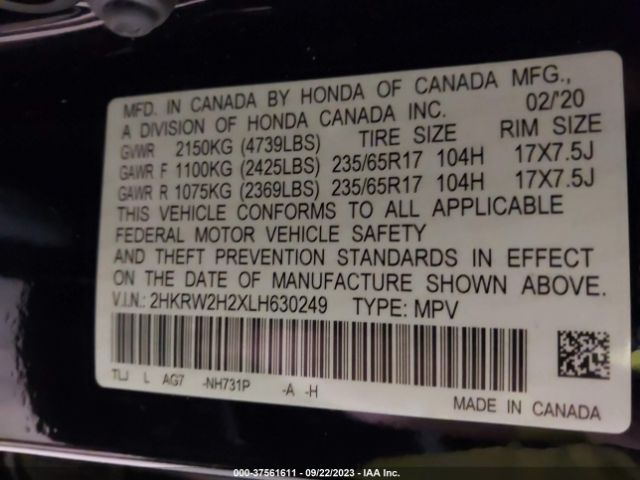 MFD. IN CANADA BY HONDA OF CANADA MFG.,
A DIVISION OF HONDA CANADA INC. 02/'20
GVWR 2150KG (4739LBS) TIRE SIZE RIM SIZE
GAWR F 1100KG (2425LBS) 235/65R17 104H 17X7.5J
GAWR R 1075KG (2369LBS) 235/65R17 104H 17X7.5J
THIS VEHICLE CONFORMS TO ALL APPLICABLE
FEDERAL MOTOR VEHICLE SAFETY
AND THEFT PREVENTION STANDARDS IN EFFECT
ON THE DATE OF MANUFACTURE SHOWN ABOVE.
V.I.N.: 2HKRW2H2XLH630249 TYPE: MPV
TLJ L AG7 -NH731P -A -H
MADE IN CANADA
000-37561611 - 09/22/2023 - IAA Inc.